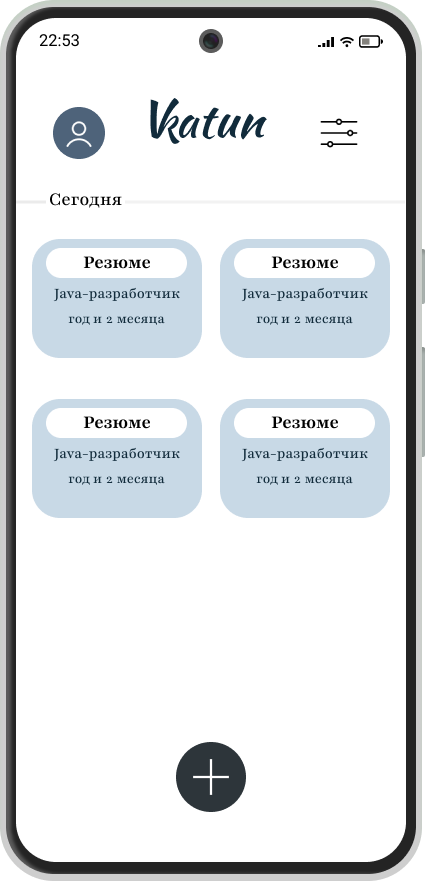 22:53
Vkatun
Сегодня
Резюме
Java-разработчик
год и 2 месяца
Резюме
Java-разработчик
год и 2 месяца
Резюме
Java-разработчик
год и 2 месяца
Резюме
Java-разработчик
год и 2 месяца